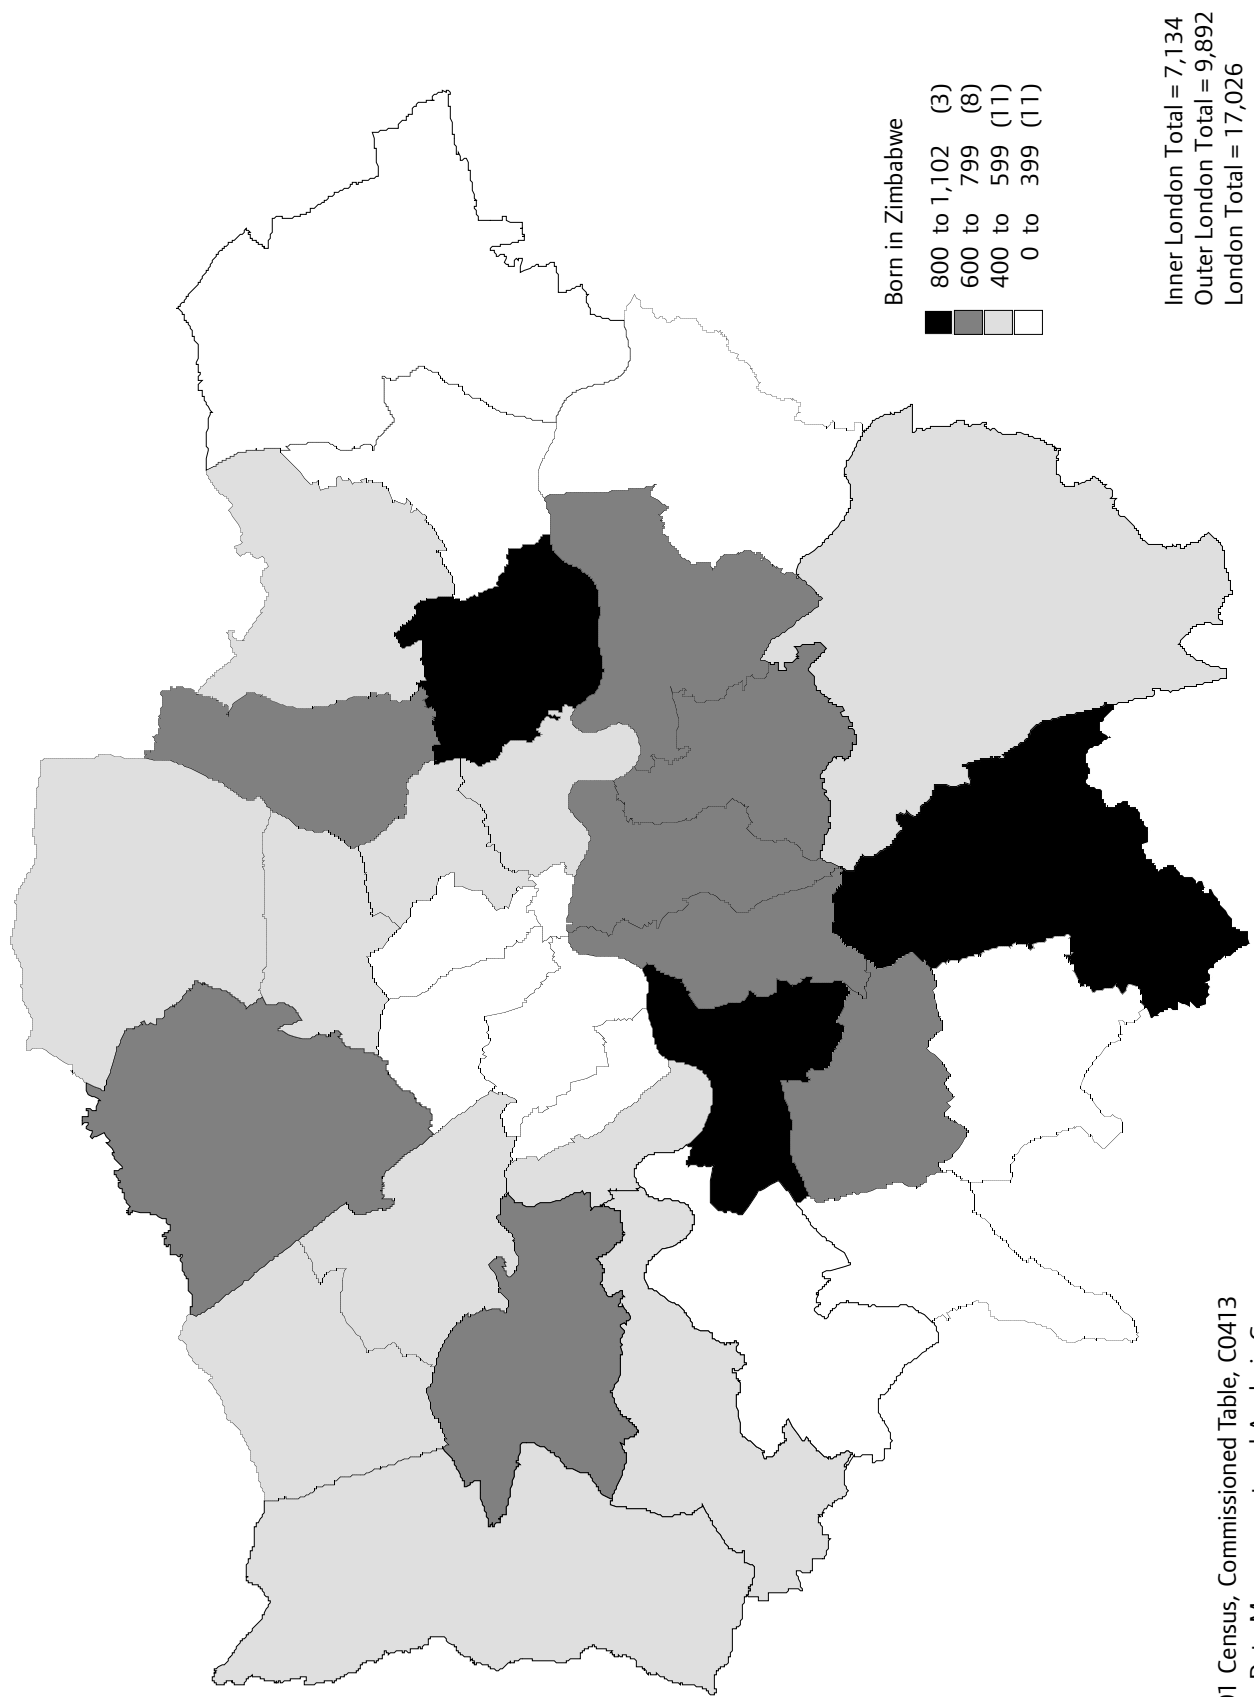 Born in Zimbabwe
800 to 1,102 (3)
600 to 799 (8)
400 to 599 (11)
0 to 399 (11)
Inner London Total = 7,134
Outer London Total = 9,892
London Total = 17,026
Census, Commissioned Table, C0413